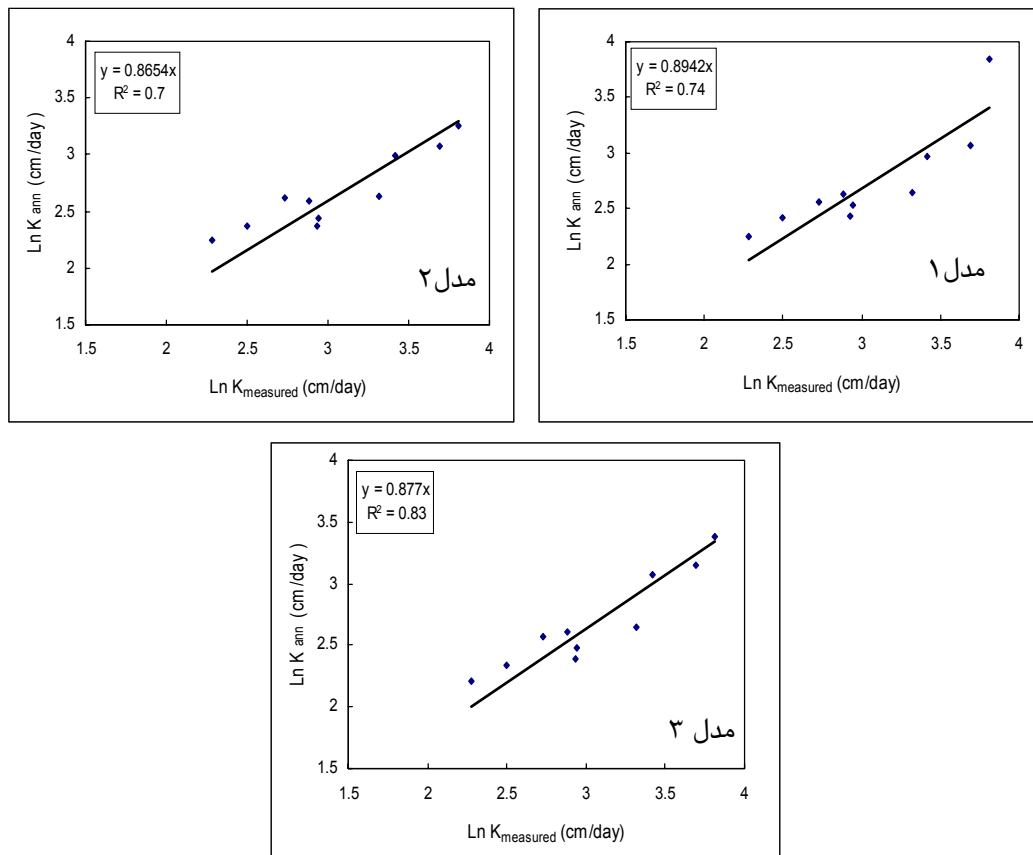 y = 0.8654x
R² = 0.7
4
3.5
3
2.5
2
1.5
Ln K ann (cm/day)
مدل۲
1.5 2 2.5 3 3.5 4
Ln Kmeasured (cm/day)
y = 0.8942x
R² = 0.74
4
3.5
3
2.5
2
1.5
Ln K ann (cm/day)
مدل۱
1.5 2 2.5 3 3.5 4
Ln Kmeasured (cm/day)
y = 0.877x
R² = 0.83
4
3.5
3
2.5
2
1.5
Ln K ann (cm/day)
مدل ۳
1.5 2 2.5 3 3.5 4
Ln Kmeasured (cm/day)